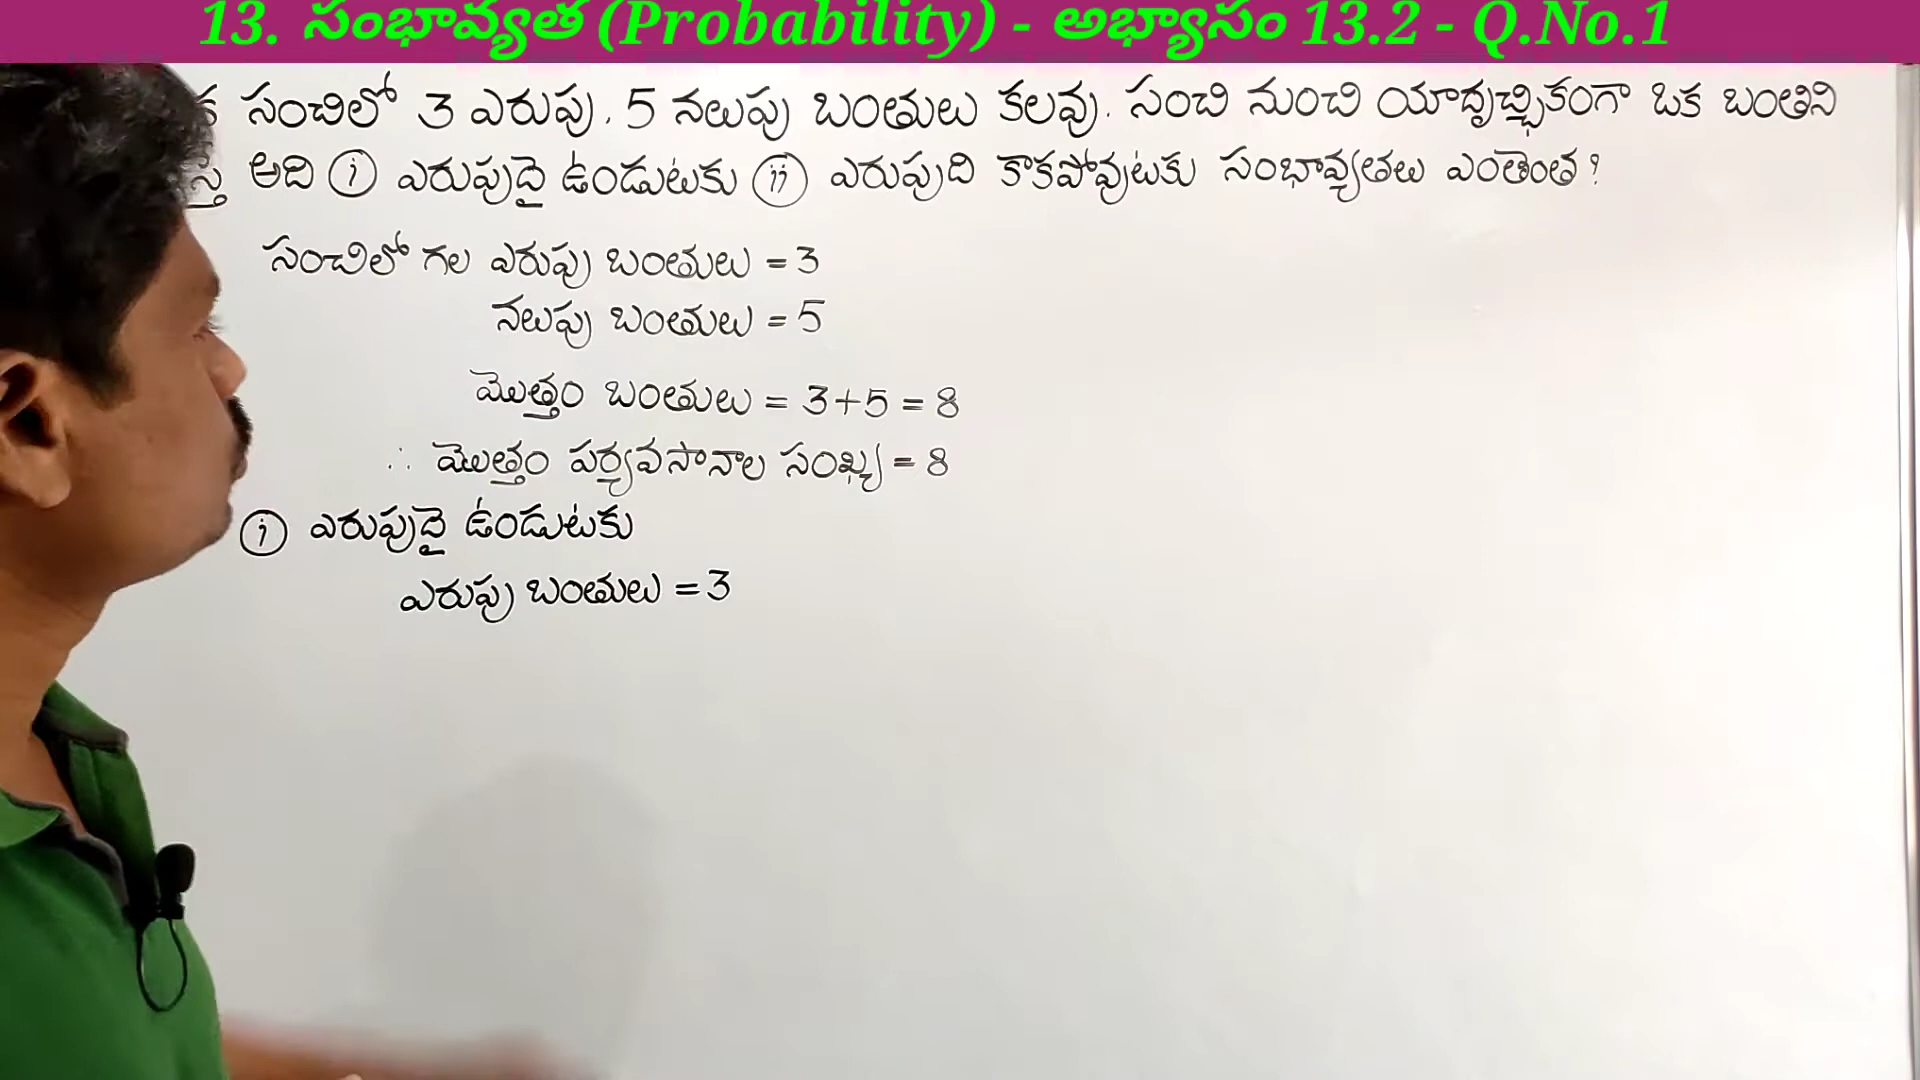 13. సంభావ్యత (Probability) - అభ్యాసం 13.2 - Q.No.1
సంచిలో 3 ఎరుపు, 5 నలుపు బంతులు కలవు. సంచి నుంచి యాదృచ్ఛికంగా ఒక బంతిని
అది (i) ఎరుపుదై ఉండుటకు (ii) ఎరుపుది కాకపోవుటకు సంభావ్యతలు ఎంతెంత?
సంచిలో గల ఎరుపు బంతులు = 3
నలుపు బంతులు = 5
మొత్తం బంతులు = 3+5 = 8
∴ మొత్తం పర్యవసానాల సంఖ్య = 8
(i) ఎరుపుదై ఉండుటకు
ఎరుపు బంతులు = 3